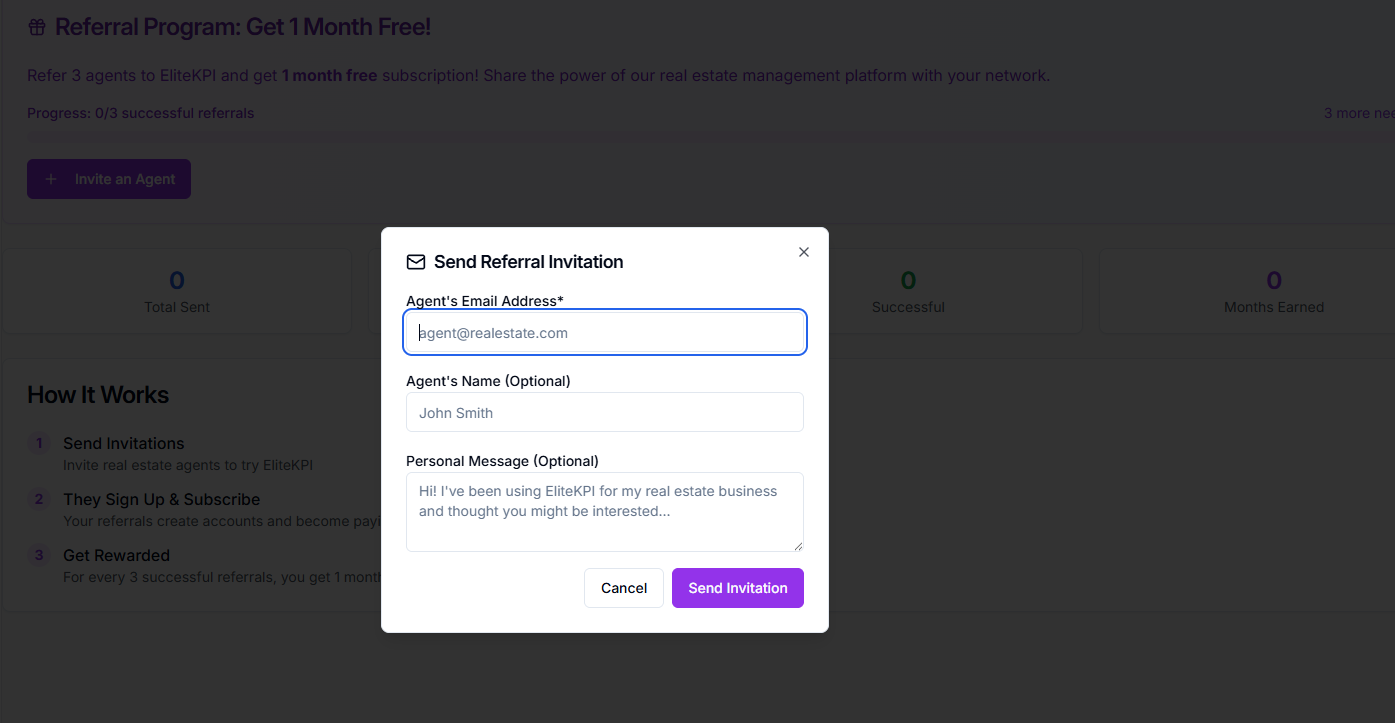 Referral Program: Get 1 Month Free!
Refer 3 agents to EliteKPI and get 1 month free subscription! Share the power of our real estate management platform with your network.
Progress: 0/3 successful referrals
3 more
+ Invite an Agent
0
Total Sent
0
Successful
0
Months Earned
How It Works
1 Send Invitations
Invite real estate agents to try EliteKPI
2 They Sign Up & Subscribe
Your referrals create accounts and become
3 Get Rewarded
For every 3 successful referrals, you get 1
Send Referral Invitation
Agent's Email Address*
agent@realestate.com
Agent's Name (Optional)
John Smith
Personal Message (Optional)
Hi! I've been using EliteKPI for my real estate business
and thought you might be interested...
Cancel
Send Invitation